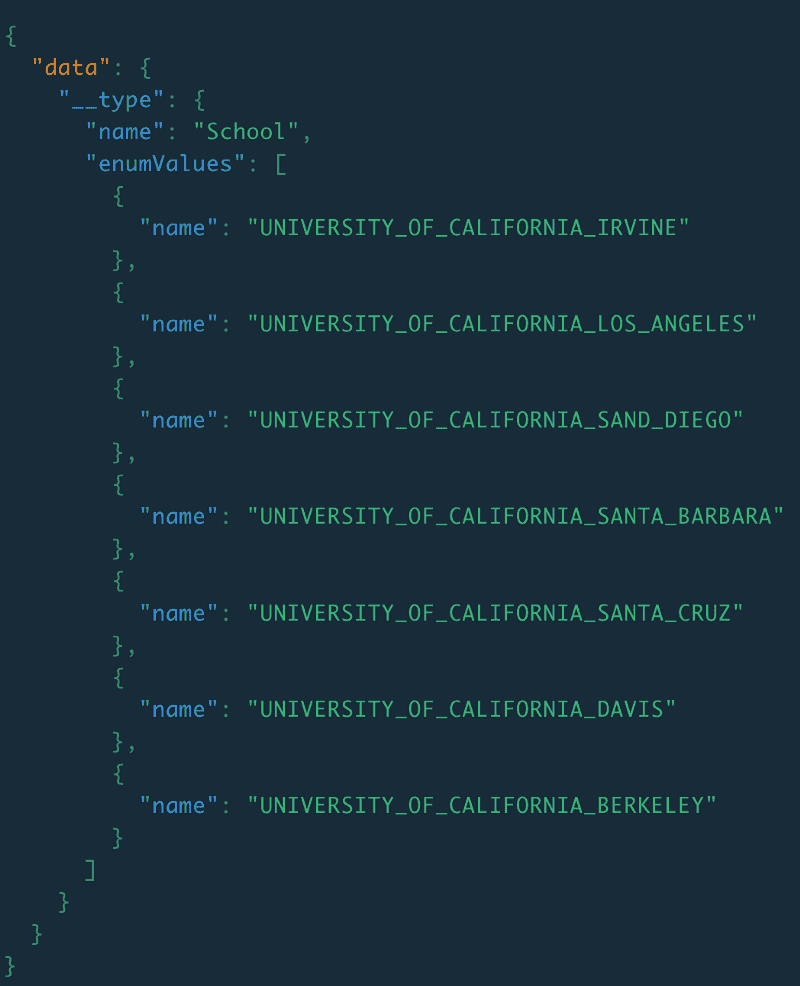 {
  "data": {
    "__type": {
      "name": "School",
      "enumValues": [
        {
          "name": "UNIVERSITY_OF_CALIFORNIA_IRVINE"
        },
        {
          "name": "UNIVERSITY_OF_CALIFORNIA_LOS_ANGELES"
        },
        {
          "name": "UNIVERSITY_OF_CALIFORNIA_SAND_DIEGO"
        },
        {
          "name": "UNIVERSITY_OF_CALIFORNIA_SANTA_BARBARA"
        },
        {
          "name": "UNIVERSITY_OF_CALIFORNIA_SANTA_CRUZ"
        },
        {
          "name": "UNIVERSITY_OF_CALIFORNIA_DAVIS"
        },
        {
          "name": "UNIVERSITY_OF_CALIFORNIA_BERKELEY"
        }
      ]
    }
  }
}